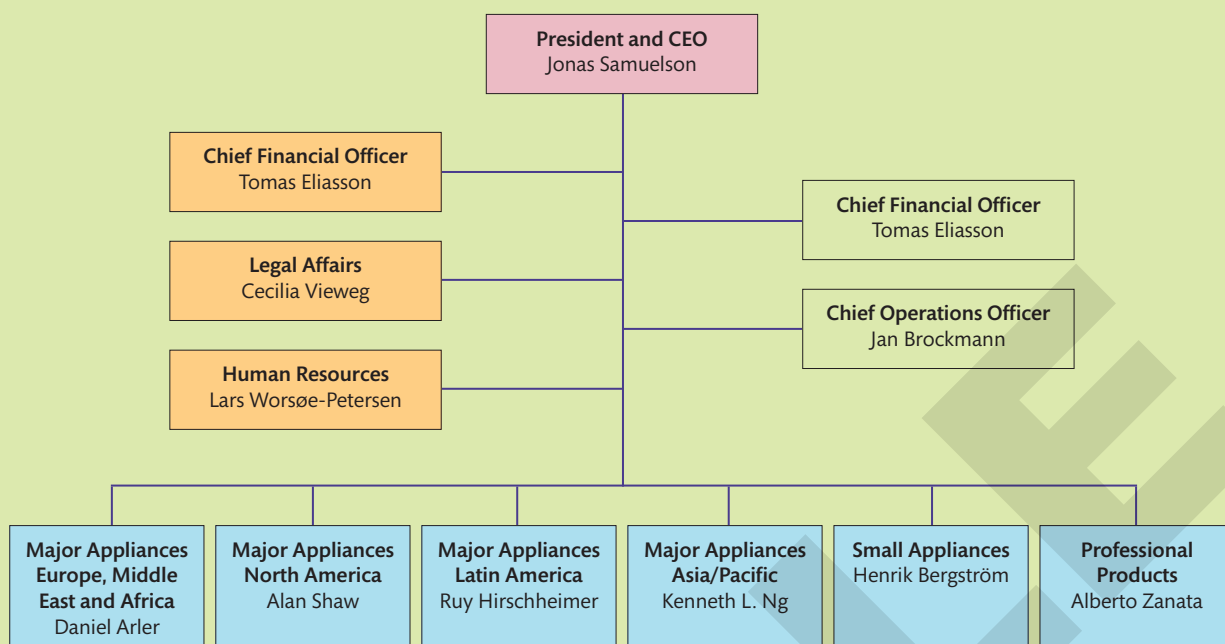 President and CEO
Jonas Samuelson
Chief Financial Officer
Tomas Eliasson
Chief Financial Officer
Tomas Eliasson
Legal Affairs
Cecilia Vieweg
Chief Operations Officer
Jan Brockmann
Human Resources
Lars Worsøe-Petersen
Major Appliances
Europe, Middle
East and Africa
Daniel Arler
Major Appliances
North America
Alan Shaw
Major Appliances
Latin America
Ruy Hirschheimer
Major Appliances
Asia/Pacific
Kenneth L. Ng
Small Appliances
Henrik Bergström
Professional
Products
Alberto Zanata